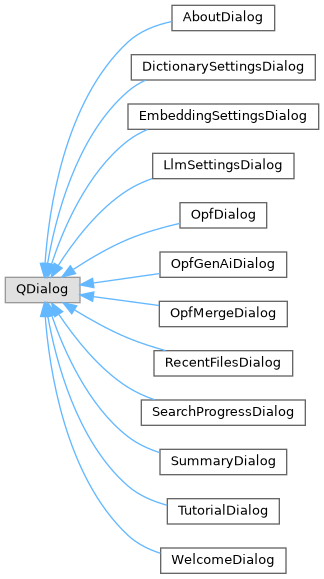 AboutDialog
DictionarySettingsDialog
EmbeddingSettingsDialog
LlmSettingsDialog
OpfDialog
OpfGenAiDialog
QDialog
OpfMergeDialog
RecentFilesDialog
SearchProgressDialog
SummaryDialog
TutorialDialog
WelcomeDialog